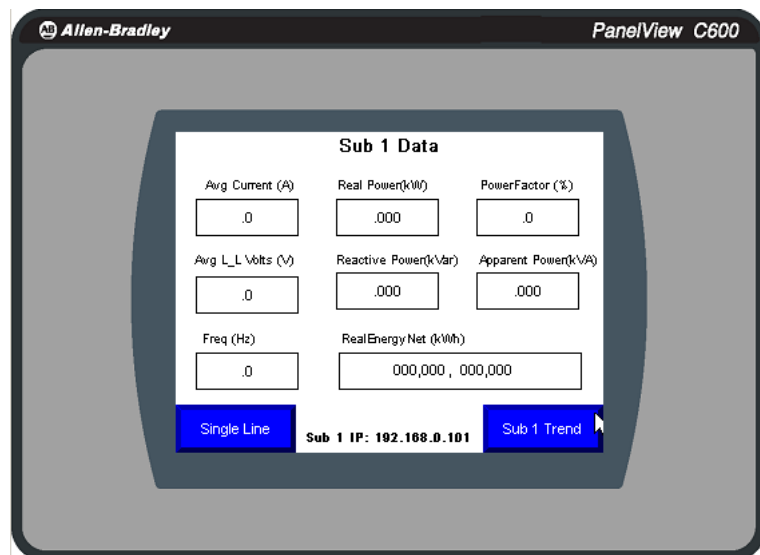 AB Allen-Bradley
PanelView C600
Sub 1 Data
Avg Current (A) Real Power(kW) PowerFactor (%)
.0 .000 .0
Avg L_L Volts (V) Reactive Power(kVar) Apparent Power(kVA)
.0 .000 .000
Freq (Hz) RealEnergy Net (kWh)
.0 000,000 , 000,000
Single Line Sub 1 IP: 192.168.0.101 Sub 1 Trend